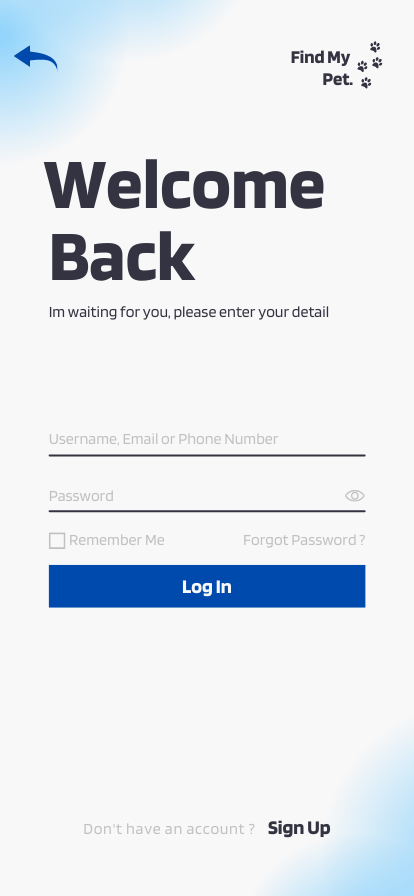 Find My
Pet.
Welcome
Back
Im waiting for you, please enter your detail
Username, Email or Phone Number
Password
Remember Me Forgot Password ?
Log In
Don't have an account ? Sign Up